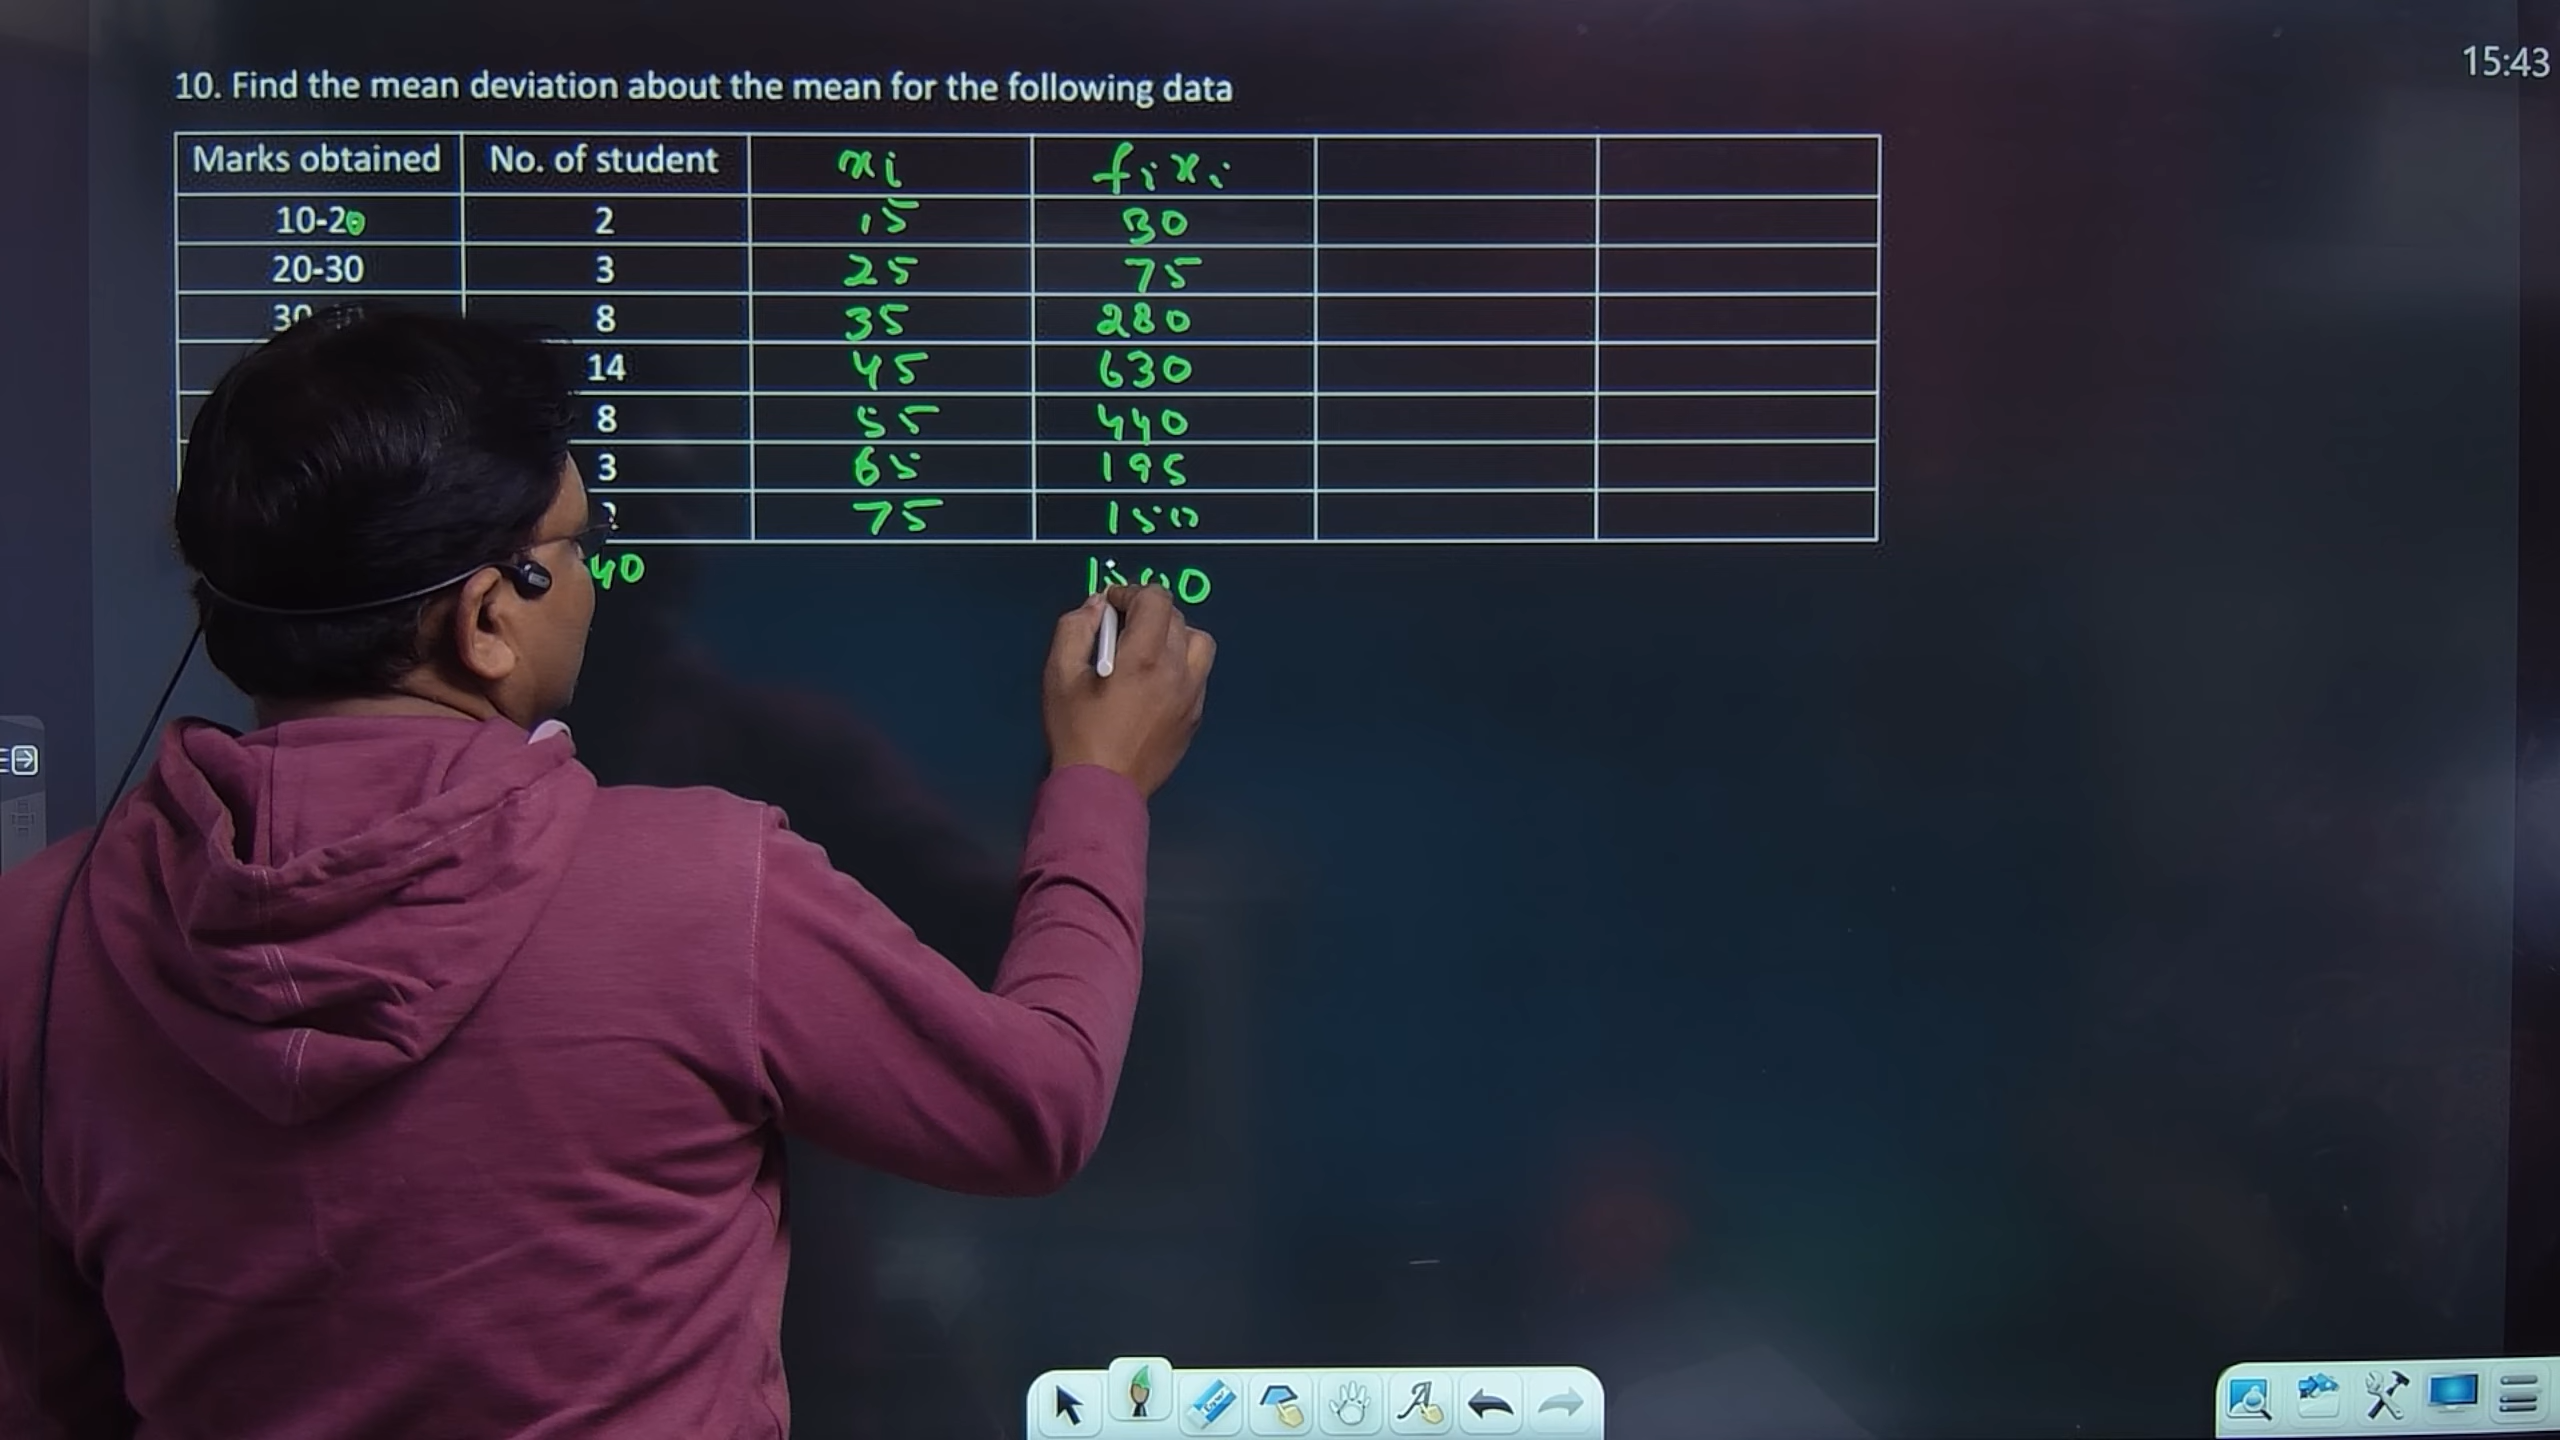 15:43
10. Find the mean deviation about the mean for the following data
Marks obtained No. of student xi fixi
10-20 2 15 30
20-30 3 25 75
30 8 35 280
14 45 630
8 55 440
3 65 195
75 150
40